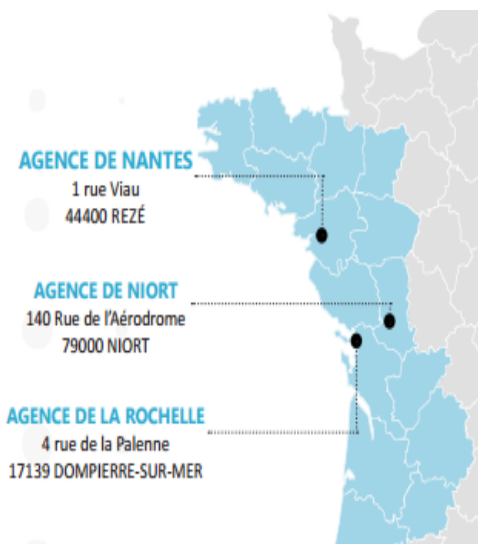 AGENCE DE NANTES
1 rue Viau
44400 REZÉ
AGENCE DE NIORT
140 Rue de l’Aérodrome
79000 NIORT
AGENCE DE LA ROCHELLE
4 rue de la Palenne
17139 DOMPIERRE-SUR-MER